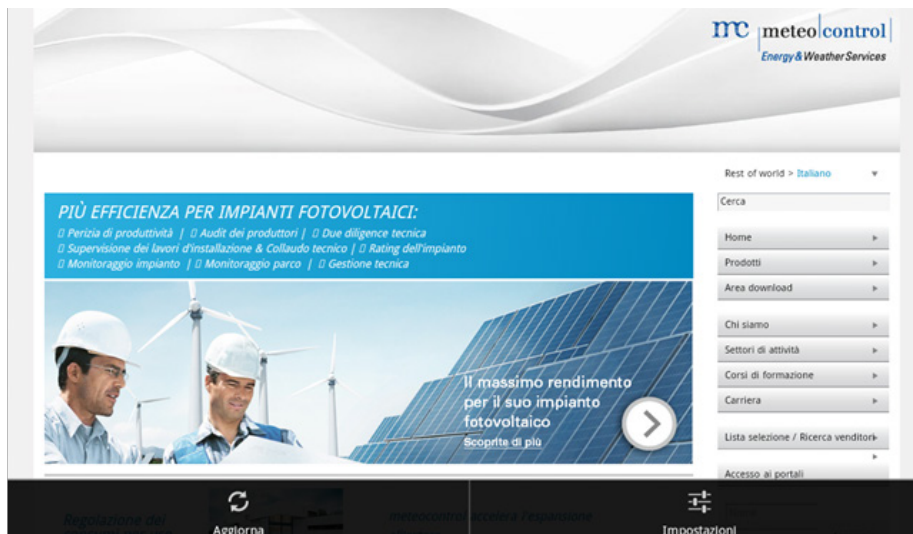 mc meteocontrol
Energy & Weather Services
Rest of world > Italiano
Cerca
PIÙ EFFICIENZA PER IMPIANTI FOTOVOLTAICI:
Perizia di produttività | Audit dei produttori | Due diligence tecnica
Supervisione dei lavori d'installazione & Collaudo tecnico | Rating dell'impianto
Monitoraggio impianto | Monitoraggio parco | Gestione tecnica
Il massimo rendimento
per il suo impianto
fotovoltaico
Scoprite di più
Home
Prodotti
Area download
Chi siamo
Settori di attività
Corsi di formazione
Carriera
Lista selezione / Ricerca venditori
Accesso ai portali
Regolazione dei
meteocontrol accelera l'espansione
Aggiorna
Impostazioni